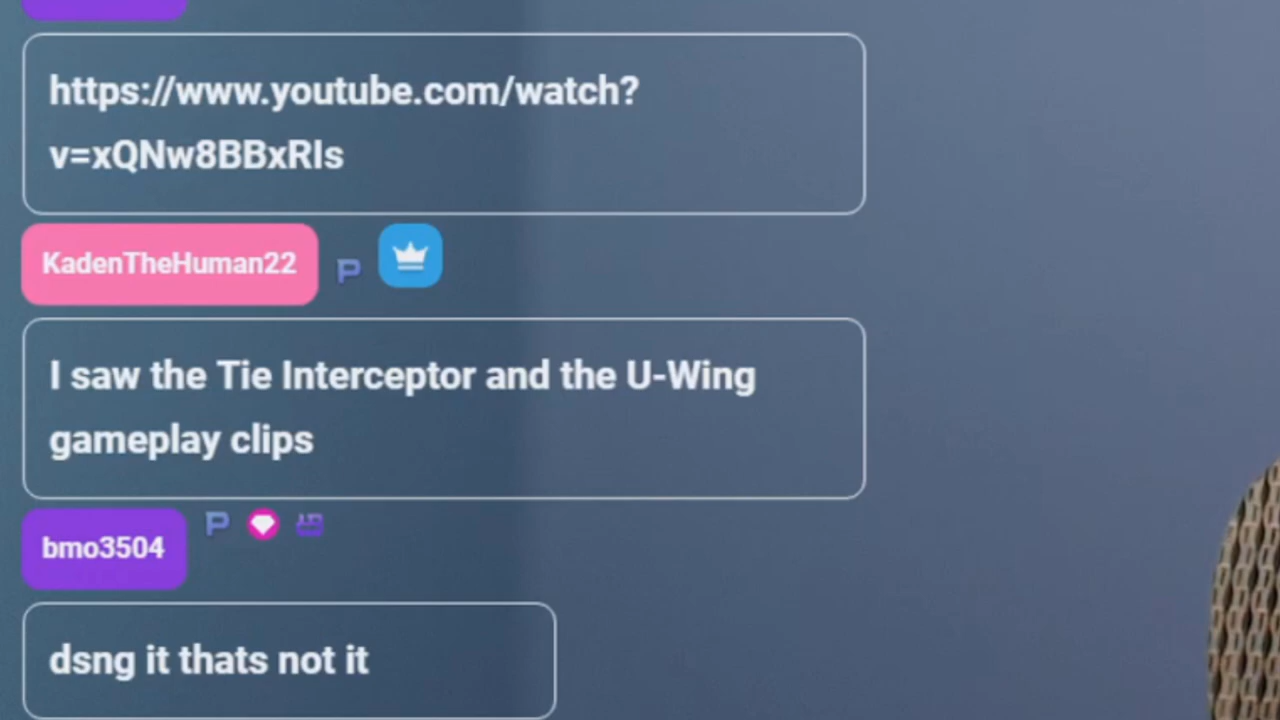 https://www.youtube.com/watch?
v=xQNw8BBxRIs
KadenTheHuman22
I saw the Tie Interceptor and the U-Wing
gameplay clips
bmo3504
dsng it thats not it